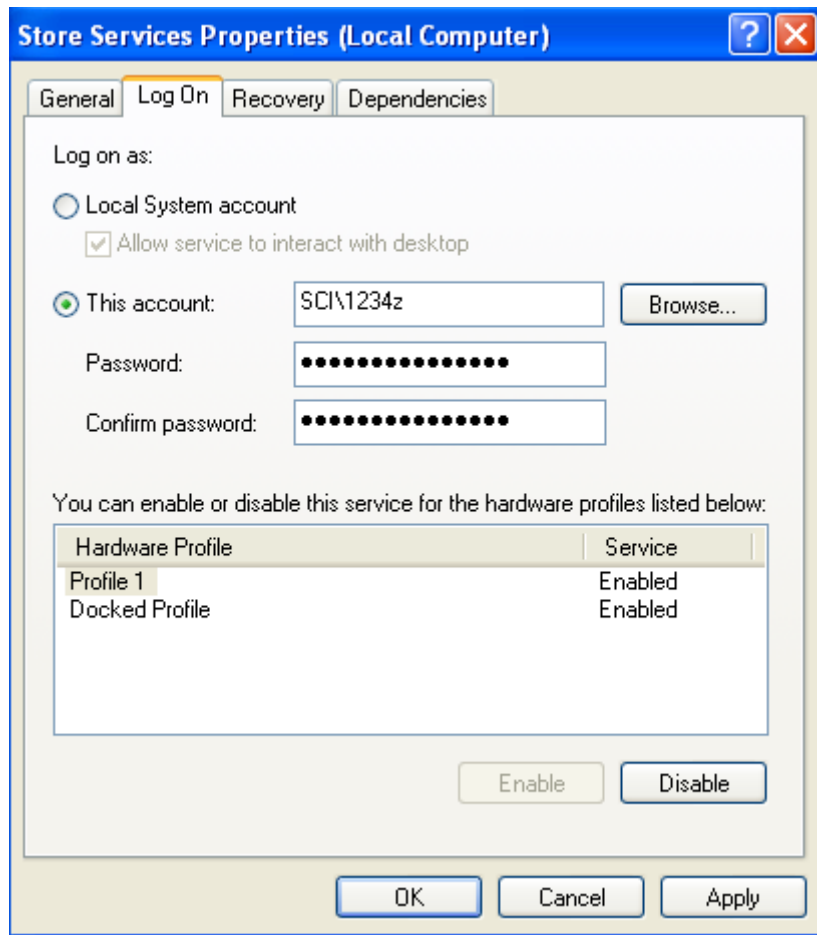 Store Services Properties (Local Computer)
General Log On Recovery Dependencies
Log on as:
Local System account
Allow service to interact with desktop
This account: SCI\1234z Browse...
Password: •••••••••••••••
Confirm password: •••••••••••••••
You can enable or disable this service for the hardware profiles listed below:
Hardware Profile Service
Profile 1 Enabled
Docked Profile Enabled
Enable Disable
OK Cancel Apply